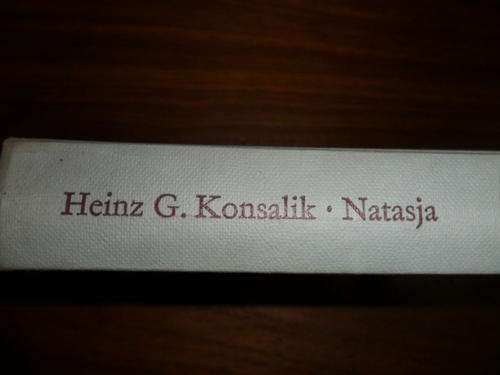 Heinz G. Konsalik · Natasja